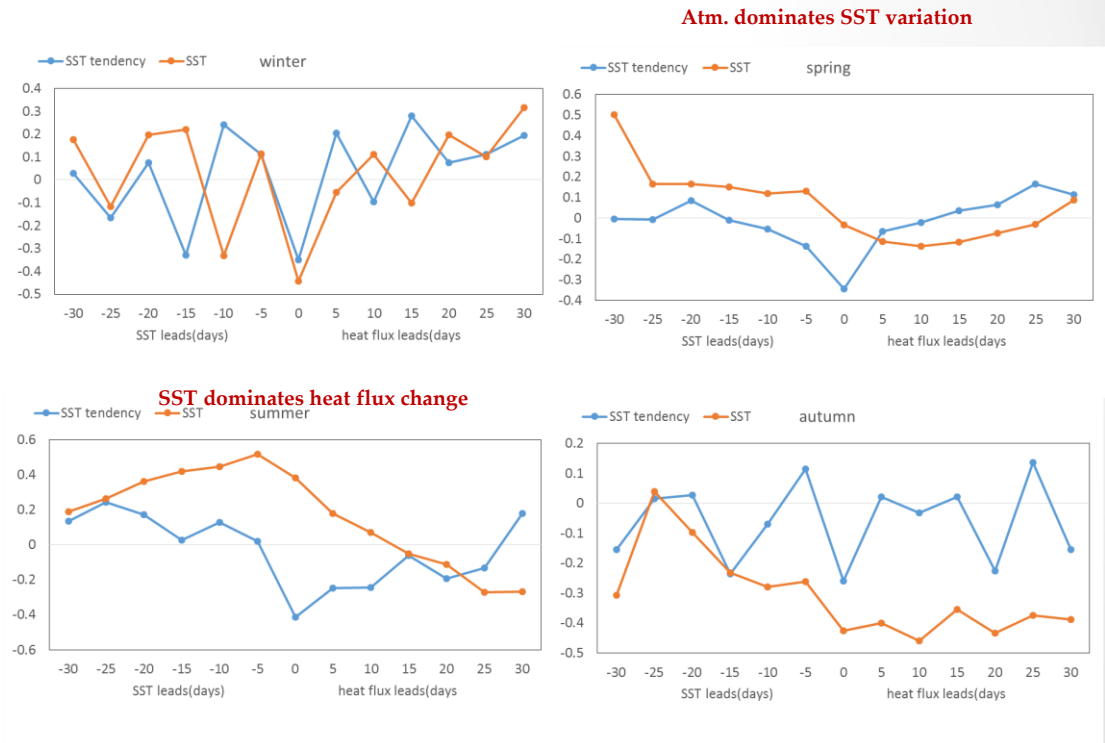 Atm. dominates SST variation
SST tendency SST winter
0.4
0.3
0.2
0.1
0
-0.1
-0.2
-0.3
-0.4
-0.5
-30 -25 -20 -15 -10 -5 0 5 10 15 20 25 30
SST leads(days) heat flux leads(days
SST tendency SST spring
0.6
0.5
0.4
0.3
0.2
0.1
0
-0.1
-0.2
-0.3
-0.4
-30 -25 -20 -15 -10 -5 0 5 10 15 20 25 30
SST leads(days) heat flux leads(days
SST dominates heat flux change
SST tendency SST summer
0.6
0.4
0.2
0
-0.2
-0.4
-0.6
-30 -25 -20 -15 -10 -5 0 5 10 15 20 25 30
SST leads(days) heat flux leads(days
SST tendency SST autumn
0.2
0.1
0
-0.1
-0.2
-0.3
-0.4
-0.5
-30 -25 -20 -15 -10 -5 0 5 10 15 20 25 30
SST leads(days) heat flux leads(days